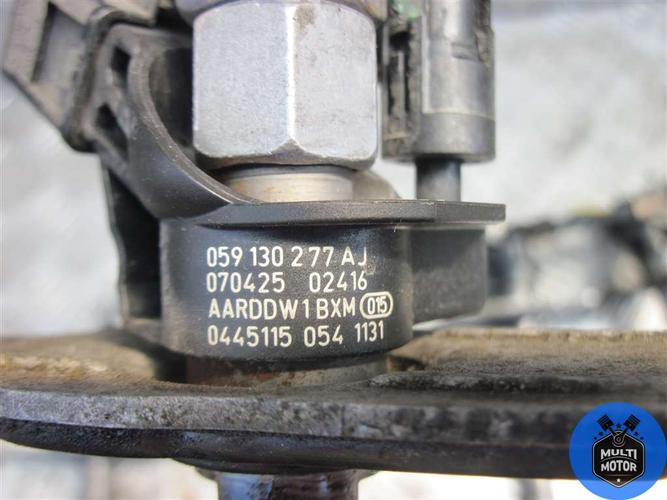 059 130 277 AJ
070425 02416
AARDDW1BXM 015
0445115 054 1131
MULTI
MOTOR